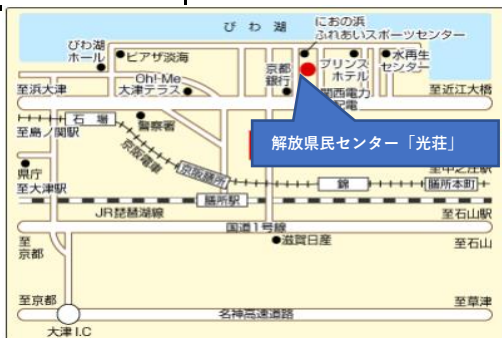 びわ湖
におの浜
ふれあいスポーツセンター
びわ湖
ホール
ピアザ淡海
Oh!-Me
大津テラス
京都
銀行
プリンス
ホテル
水再生
センター
関西電力
配電
至浜大津
至近江大橋
石場
至島ノ関駅
警察署
京阪電車
京阪膳所
解放県民センター「光荘」
県庁
至大津駅
至中之庄駅
錦
膳所本町
膳所駅
JR琵琶湖線
至石山駅
国道1号線
至
京都
滋賀日産
至石山
至京都
名神高速道路
至草津
大津 I.C